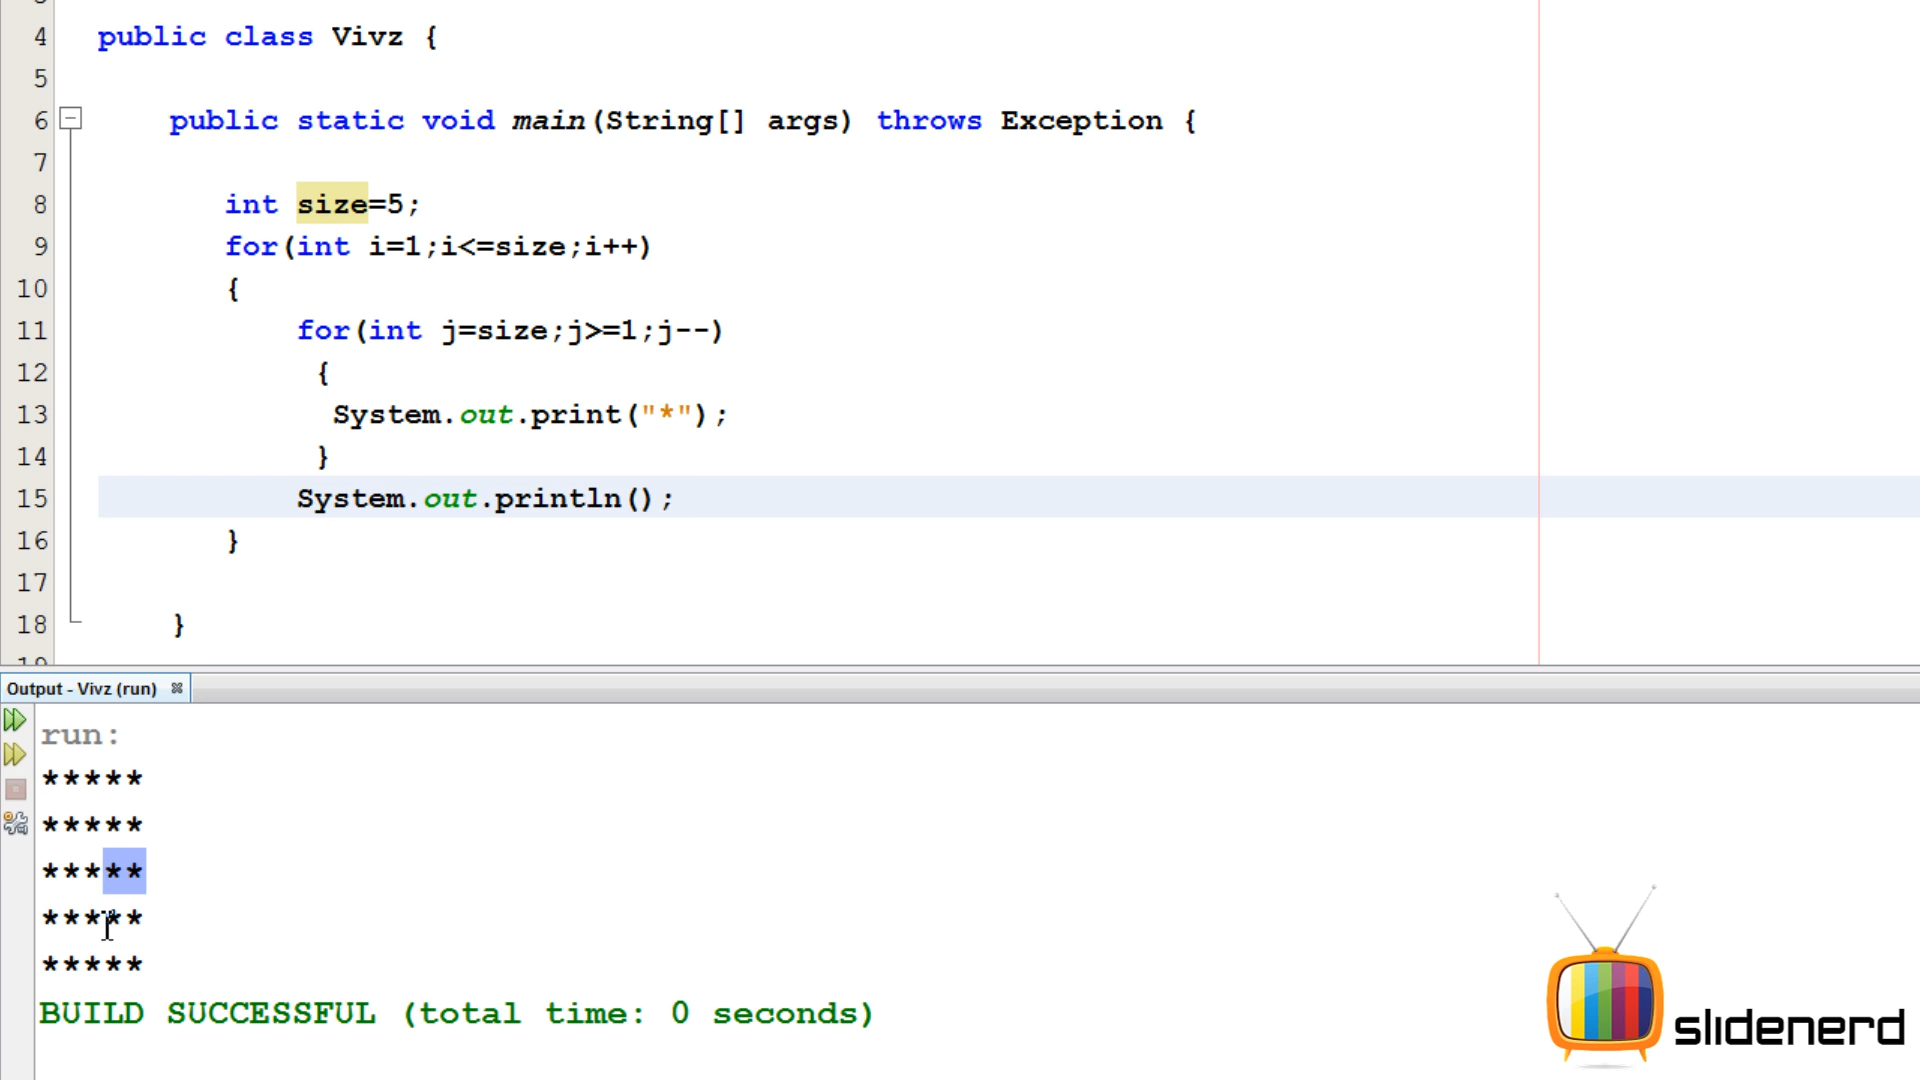 4 public class Vivz {
5
6 public static void main(String[] args) throws Exception {
7
8 int size=5;
9 for(int i=1;i<=size;i++)
10 {
11 for(int j=size;j>=1;j--)
12 {
13 System.out.print("*");
14 }
15 System.out.println();
16 }
17
18 }
19
Output - Vivz (run)
run:
*****
*****
*****
*****
*****
BUILD SUCCESSFUL (total time: 0 seconds)
slidenerd